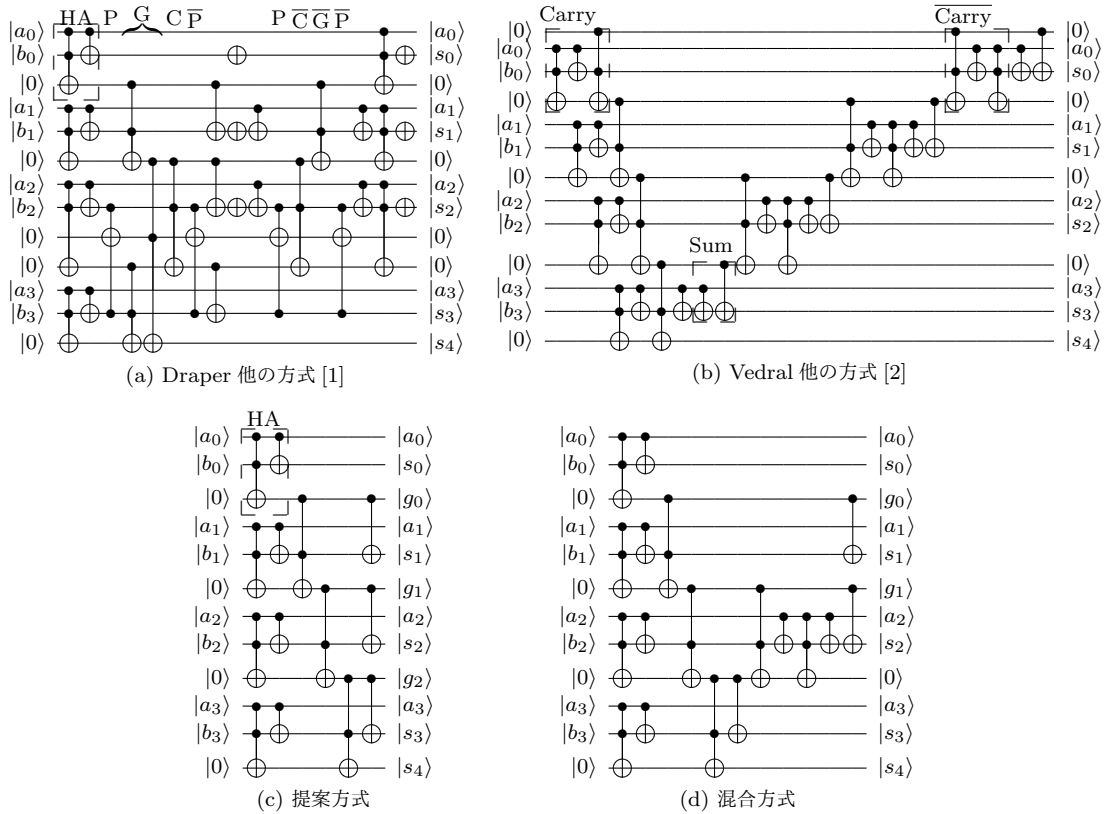 HA P G C P̅ P C̅ G̅ P̅
|a₀⟩ |a₀⟩
|b₀⟩ |s₀⟩
|0⟩ |0⟩
|a₁⟩ |a₁⟩
|b₁⟩ |s₁⟩
|0⟩ |0⟩
|a₂⟩ |a₂⟩
|b₂⟩ |s₂⟩
|0⟩ |0⟩
|0⟩ |0⟩
|a₃⟩ |a₃⟩
|b₃⟩ |s₃⟩
|0⟩ |s₄⟩
(a) Draper 他の方式 [1]
Carry C̅a̅r̅r̅y̅
|0⟩ |0⟩
|a₀⟩ |a₀⟩
|b₀⟩ |s₀⟩
|0⟩ |0⟩
|a₁⟩ |a₁⟩
|b₁⟩ |s₁⟩
|0⟩ |0⟩
|a₂⟩ |a₂⟩
|b₂⟩ |s₂⟩
Sum
|0⟩ |0⟩
|a₃⟩ |a₃⟩
|b₃⟩ |s₃⟩
|0⟩ |s₄⟩
(b) Vedral 他の方式 [2]
HA
|a₀⟩ |a₀⟩
|b₀⟩ |s₀⟩
|0⟩ |g₀⟩
|a₁⟩ |a₁⟩
|b₁⟩ |s₁⟩
|0⟩ |g₁⟩
|a₂⟩ |a₂⟩
|b₂⟩ |s₂⟩
|0⟩ |g₂⟩
|a₃⟩ |a₃⟩
|b₃⟩ |s₃⟩
|0⟩ |s₄⟩
(c) 提案方式
|a₀⟩ |a₀⟩
|b₀⟩ |s₀⟩
|0⟩ |g₀⟩
|a₁⟩ |a₁⟩
|b₁⟩ |s₁⟩
|0⟩ |g₁⟩
|a₂⟩ |a₂⟩
|b₂⟩ |s₂⟩
|0⟩ |0⟩
|a₃⟩ |a₃⟩
|b₃⟩ |s₃⟩
|0⟩ |s₄⟩
(d) 混合方式